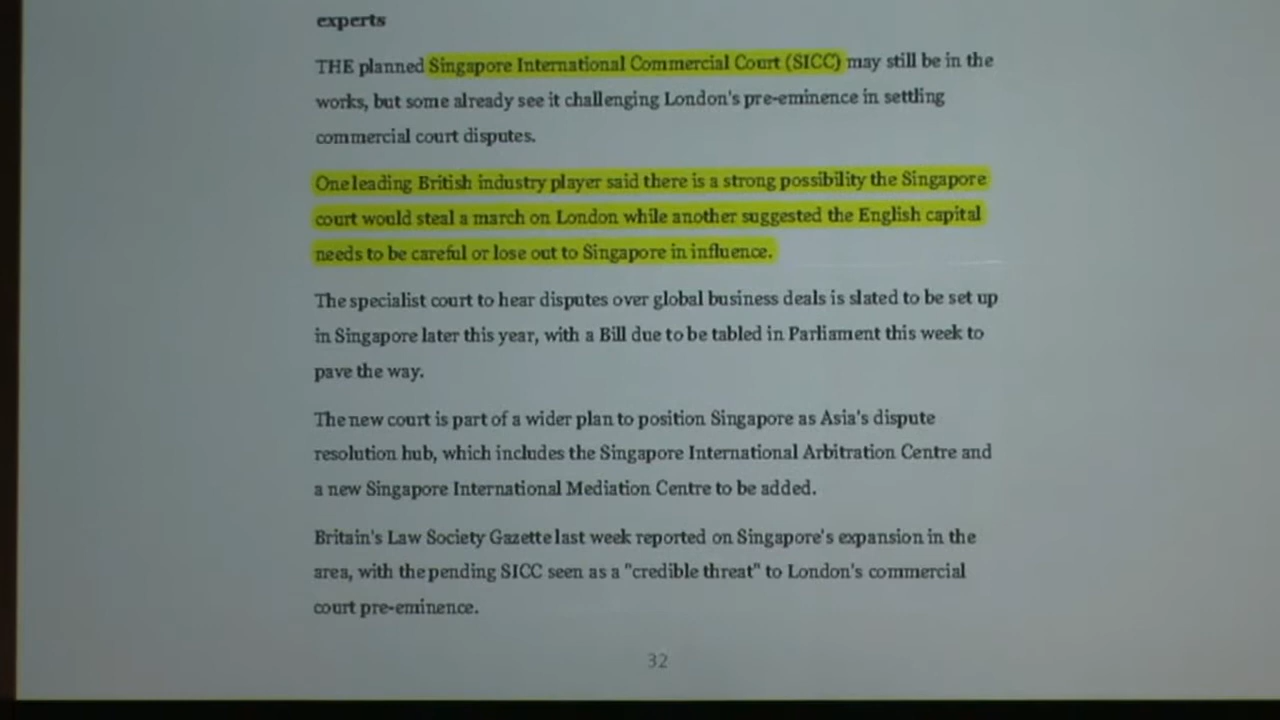 experts
THE planned Singapore International Commercial Court (SICC) may still be in the
works, but some already see it challenging London's pre-eminence in settling
commercial court disputes.
One leading British industry player said there is a strong possibility the Singapore
court would steal a march on London while another suggested the English capital
needs to be careful or lose out to Singapore in influence.
The specialist court to hear disputes over global business deals is slated to be set up
in Singapore later this year, with a Bill due to be tabled in Parliament this week to
pave the way.
The new court is part of a wider plan to position Singapore as Asia's dispute
resolution hub, which includes the Singapore International Arbitration Centre and
a new Singapore International Mediation Centre to be added.
Britain's Law Society Gazette last week reported on Singapore's expansion in the
area, with the pending SICC seen as a "credible threat" to London's commercial
court pre-eminence.
32